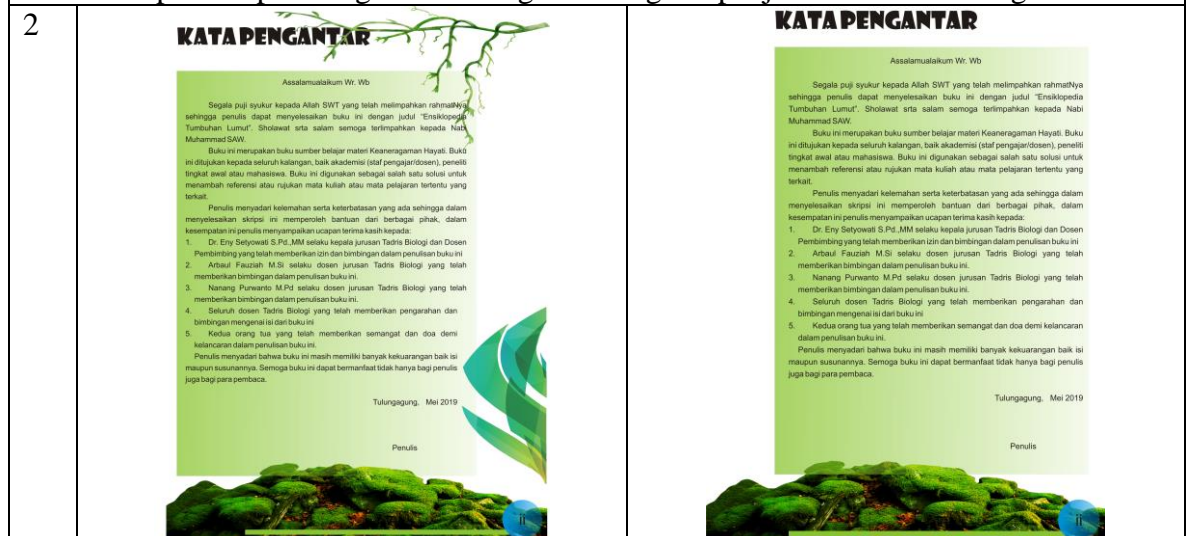 2
KATA PENGANTAR
Assalamualaikum Wr. Wb
Segala puji syukur kepada Allah SWT yang telah melimpahkan rahmatNya
sehingga penulis dapat menyelesaikan buku ini dengan judul "Ensiklopedia
Tumbuhan Lumut". Sholawat srta salam semoga terlimpahkan kepada Nabi
Muhammad SAW.
Buku ini merupakan buku sumber belajar materi Keaneragaman Hayati. Buku
ini ditujukan kepada seluruh kalangan, baik akademisi (staf pengajar/dosen), peneliti
tingkat awal atau mahasiswa. Buku ini digunakan sebagai salah satu solusi untuk
menambah referensi atau rujukan mata kuliah atau mata pelajaran tertentu yang
terkait.
Penulis menyadari kelemahan serta keterbatasan yang ada sehingga dalam
menyelesaikan skripsi ini memperoleh bantuan dari berbagai pihak, dalam
kesempatan ini penulis menyampaikan ucapan terima kasih kepada:
1. Dr. Eny Setyowati S.Pd.,MM selaku kepala jurusan Tadris Biologi dan Dosen
Pembimbing yang telah memberikan izin dan bimbingan dalam penulisan buku ini
2. Arbaul Fauziah M.Si selaku dosen jurusan Tadris Biologi yang telah
memberikan bimbingan dalam penulisan buku ini.
3. Nanang Purwanto M.Pd selaku dosen jurusan Tadris Biologi yang telah
memberikan bimbingan dalam penulisan buku ini.
4. Seluruh dosen Tadris Biologi yang telah memberikan pengarahan dan
bimbingan mengenai isi dari buku ini
5. Kedua orang tua yang telah memberikan semangat dan doa demi
kelancaran dalam penulisan buku ini.
Penulis menyadari bahwa buku ini masih memiliki banyak kekuarangan baik isi
maupun susunannya. Semoga buku ini dapat bermanfaat tidak hanya bagi penulis
juga bagi para pembaca.
Tulungagung, Mei 2019
Penulis
ii
KATA PENGANTAR
Assalamualaikum Wr. Wb
Segala puji syukur kepada Allah SWT yang telah melimpahkan rahmatNya
sehingga penulis dapat menyelesaikan buku ini dengan judul "Ensiklopedia
Tumbuhan Lumut". Sholawat srta salam semoga terlimpahkan kepada Nabi
Muhammad SAW.
Buku ini merupakan buku sumber belajar materi Keaneragaman Hayati. Buku
ini ditujukan kepada seluruh kalangan, baik akademisi (staf pengajar/dosen), peneliti
tingkat awal atau mahasiswa. Buku ini digunakan sebagai salah satu solusi untuk
menambah referensi atau rujukan mata kuliah atau mata pelajaran tertentu yang
terkait.
Penulis menyadari kelemahan serta keterbatasan yang ada sehingga dalam
menyelesaikan skripsi ini memperoleh bantuan dari berbagai pihak, dalam
kesempatan ini penulis menyampaikan ucapan terima kasih kepada:
1. Dr. Eny Setyowati S.Pd.,MM selaku kepala jurusan Tadris Biologi dan Dosen
Pembimbing yang telah memberikan izin dan bimbingan dalam penulisan buku ini
2. Arbaul Fauziah M.Si selaku dosen jurusan Tadris Biologi yang telah
memberikan bimbingan dalam penulisan buku ini.
3. Nanang Purwanto M.Pd selaku dosen jurusan Tadris Biologi yang telah
memberikan bimbingan dalam penulisan buku ini.
4. Seluruh dosen Tadris Biologi yang telah memberikan pengarahan dan
bimbingan mengenai isi dari buku ini
5. Kedua orang tua yang telah memberikan semangat dan doa demi kelancaran
dalam penulisan buku ini.
Penulis menyadari bahwa buku ini masih memiliki banyak kekuarangan baik isi
maupun susunannya. Semoga buku ini dapat bermanfaat tidak hanya bagi penulis
juga bagi para pembaca.
Tulungagung, Mei 2019
Penulis
ii